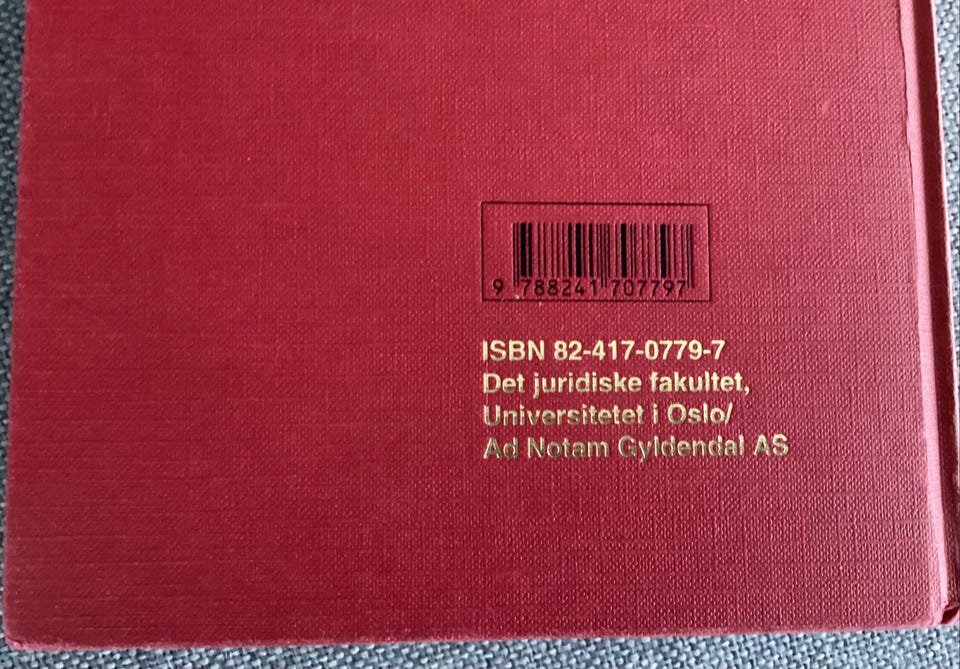 9 788241 707797
ISBN 82-417-0779-7
Det juridiske fakultet,
Universitetet i Oslo/
Ad Notam Gyldendal AS